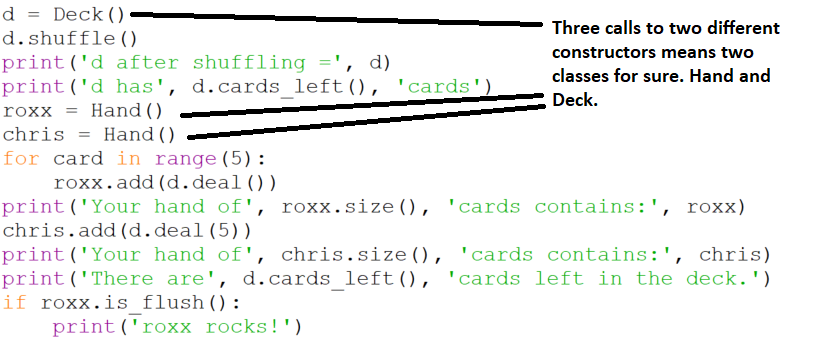 d = Deck()
d.shuffle()
print('d after shuffling =', d)
print('d has', d.cards_left(), 'cards')
roxx = Hand()
chris = Hand()
for card in range(5):
    roxx.add(d.deal())
print('Your hand of', roxx.size(), 'cards contains:', roxx)
chris.add(d.deal(5))
print('Your hand of', chris.size(), 'cards contains:', chris)
print('There are', d.cards_left(), 'cards left in the deck.')
if roxx.is_flush():
    print('roxx rocks!')
Three calls to two different
constructors means two
classes for sure. Hand and
Deck.